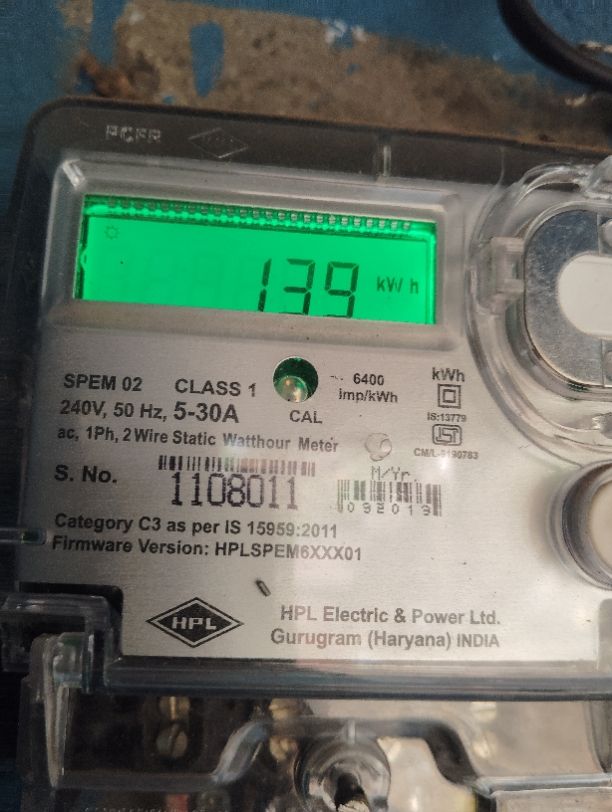 139 kWh
SPEM 02 CLASS 1 6400 imp/kWh kWh
240V, 50 Hz, 5-30A CAL IS:13779
ac, 1Ph, 2 Wire Static Watthour Meter
S. No. 1108011 M/Yr. 092019
Category C3 as per IS 15959:2011
Firmware Version: HPLSPEM6XXX01
HPL HPL Electric & Power Ltd.
Gurugram (Haryana) INDIA